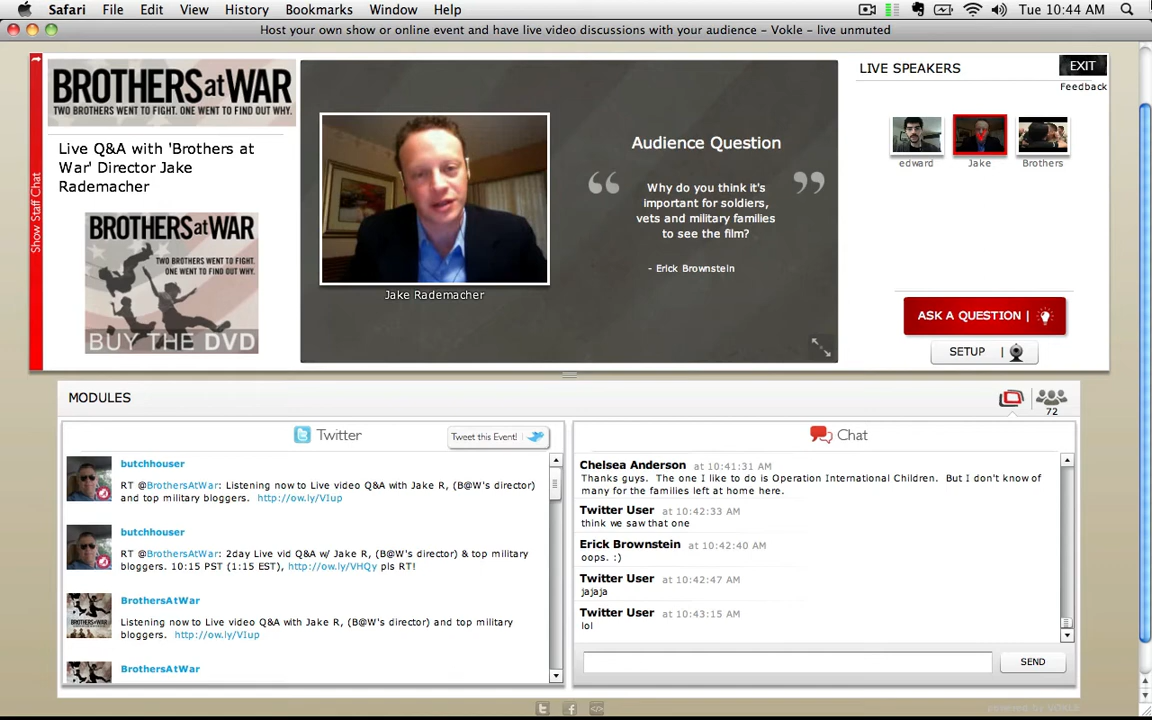 Safari File Edit View History Bookmarks Window Help Tue 10:44 AM
Host your own show or online event and have live video discussions with your audience – Vokle – live unmuted
Show Staff Chat
BROTHERS at WAR
TWO BROTHERS WENT TO FIGHT. ONE WENT TO FIND OUT WHY.
Live Q&A with 'Brothers at
War' Director Jake
Rademacher
BROTHERS at WAR
TWO BROTHERS WENT TO FIGHT.
ONE WENT TO FIND OUT WHY.
BUY THE DVD
Jake Rademacher
Audience Question
“ Why do you think it's ”
important for soldiers,
vets and military families
to see the film?
- Erick Brownstein
LIVE SPEAKERS
EXIT
Feedback
edward Jake Brothers
ASK A QUESTION |
SETUP |
MODULES
72
Twitter
Tweet this Event!
butchhouser
RT @BrothersAtWar: Listening now to Live video Q&A with Jake R, (B@W's director)
and top military bloggers. http://ow.ly/VIup
butchhouser
RT @BrothersAtWar: 2day Live vid Q&A w/ Jake R, (B@W's director) & top military
bloggers. 10:15 PST (1:15 EST), http://ow.ly/VHQy pls RT!
BrothersAtWar
Listening now to Live video Q&A with Jake R, (B@W's director) and top military
bloggers. http://ow.ly/VIup
BrothersAtWar
Chat
Chelsea Anderson at 10:41:31 AM
Thanks guys. The one I like to do is Operation International Children. But I don't know of
many for the families left at home here.
Twitter User at 10:42:33 AM
think we saw that one
Erick Brownstein at 10:42:40 AM
oops. :)
Twitter User at 10:42:47 AM
jajaja
Twitter User at 10:43:15 AM
lol
SEND
powered by VOKLE